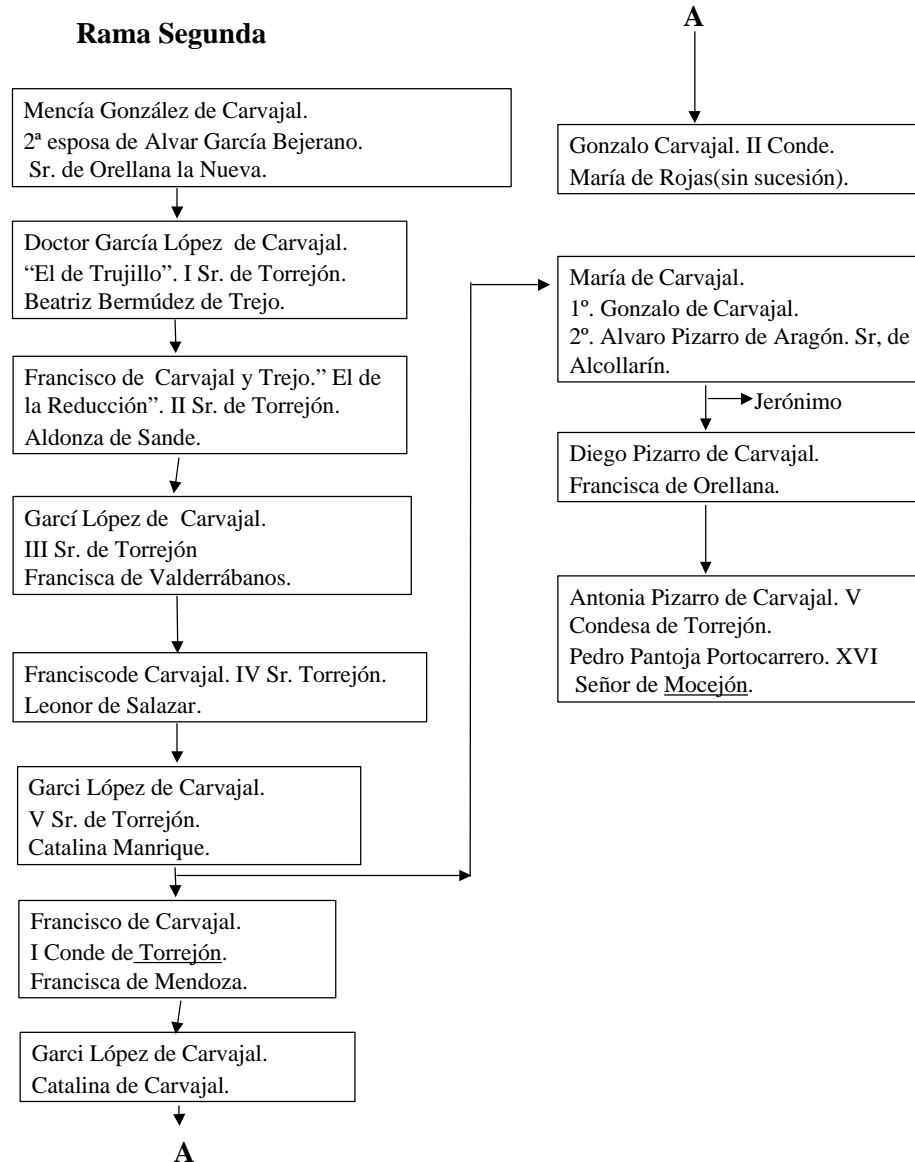 Rama Segunda
Mencía González de Carvajal.
2ª esposa de Alvar García Bejerano.
Sr. de Orellana la Nueva.
Doctor García López de Carvajal.
“El de Trujillo”. I Sr. de Torrejón.
Beatriz Bermúdez de Trejo.
Francisco de Carvajal y Trejo.” El de
la Reducción”. II Sr. de Torrejón.
Aldonza de Sande.
Garcí López de Carvajal.
III Sr. de Torrejón
Francisca de Valderrábanos.
Franciscode Carvajal. IV Sr. Torrejón.
Leonor de Salazar.
Garci López de Carvajal.
V Sr. de Torrejón.
Catalina Manrique.
Francisco de Carvajal.
I Conde de Torrejón.
Francisca de Mendoza.
Garci López de Carvajal.
Catalina de Carvajal.
A
A
Gonzalo Carvajal. II Conde.
María de Rojas(sin sucesión).
María de Carvajal.
1º. Gonzalo de Carvajal.
2º. Alvaro Pizarro de Aragón. Sr, de
Alcollarín.
Jerónimo
Diego Pizarro de Carvajal.
Francisca de Orellana.
Antonia Pizarro de Carvajal. V
Condesa de Torrejón.
Pedro Pantoja Portocarrero. XVI
Señor de Mocejón.